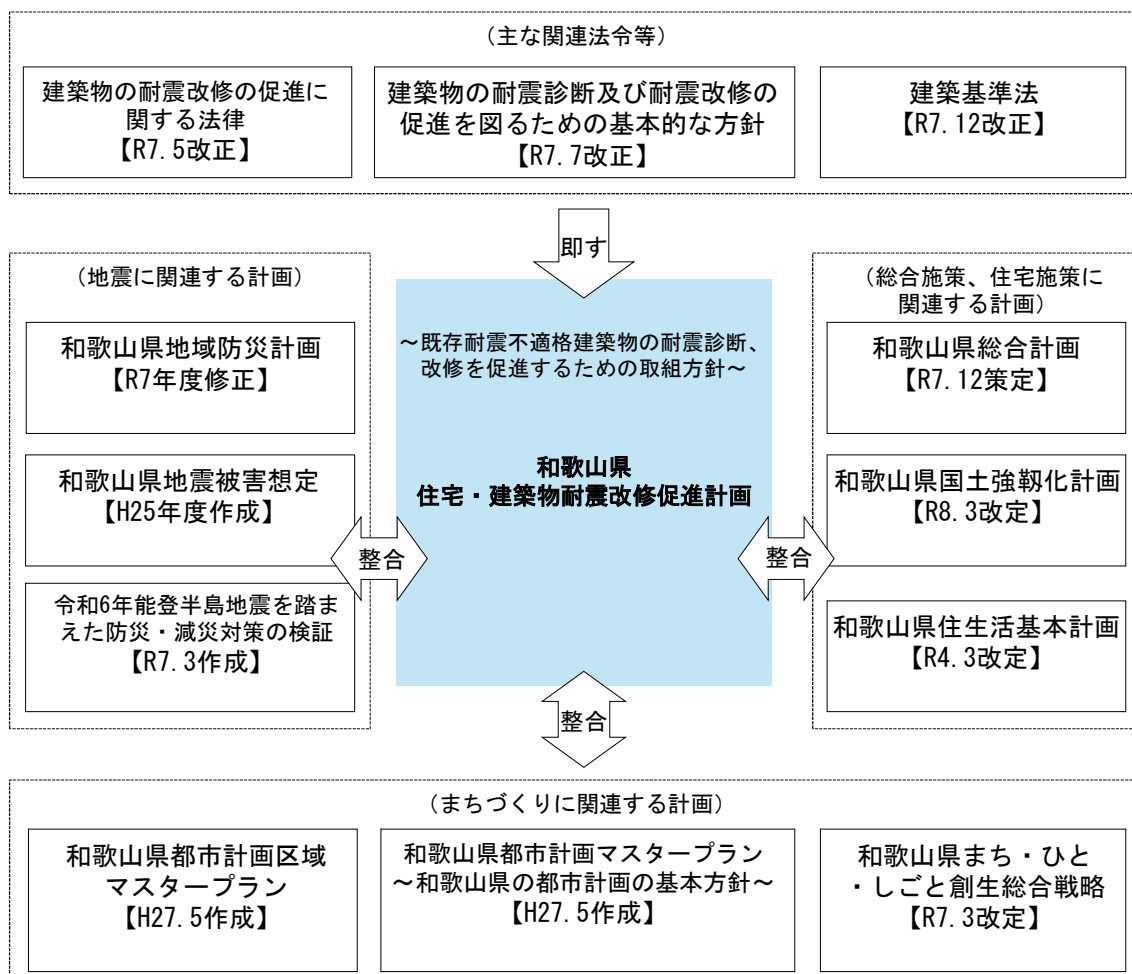 （主な関連法令等）
建築物の耐震改修の促進に
関する法律
【R7.5改正】
建築物の耐震診断及び耐震改修の
促進を図るための基本的な方針
【R7.7改正】
建築基準法
【R7.12改正】
即す
（地震に関連する計画）
和歌山県地域防災計画
【R7年度修正】
和歌山県地震被害想定
【H25年度作成】
令和6年能登半島地震を踏ま
えた防災・減災対策の検証
【R7.3作成】
整合
～既存耐震不適格建築物の耐震診断、
改修を促進するための取組方針～
和歌山県
住宅・建築物耐震改修促進計画
整合
（総合施策、住宅施策に
関連する計画）
和歌山県総合計画
【R7.12策定】
和歌山県国土強靱化計画
【R8.3改定】
和歌山県住生活基本計画
【R4.3改定】
整合
（まちづくりに関連する計画）
和歌山県都市計画区域
マスタープラン
【H27.5作成】
和歌山県都市計画マスタープラン
～和歌山県の都市計画の基本方針～
【H27.5作成】
和歌山県まち・ひと
・しごと創生総合戦略
【R7.3改定】